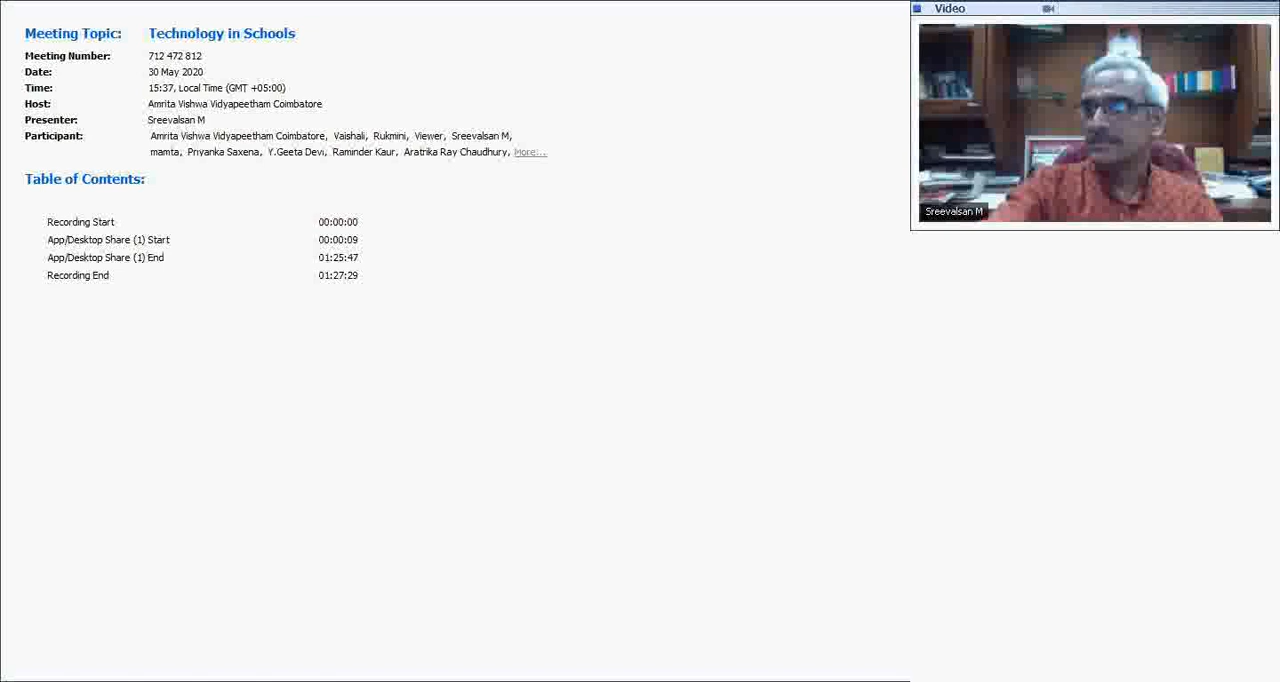 Meeting Topic: Technology in Schools
Meeting Number: 712 472 812
Date: 30 May 2020
Time: 15:37, Local Time (GMT +05:00)
Host: Amrita Vishwa Vidyapeetham Coimbatore
Presenter: Sreevalsan M
Participant: Amrita Vishwa Vidyapeetham Coimbatore, Vaishali, Rukmini, Viewer, Sreevalsan M,
mamta, Priyanka Saxena, Y.Geeta Devi, Raminder Kaur, Aratrika Ray Chaudhury, More...
Table of Contents:
Recording Start 00:00:00
App/Desktop Share (1) Start 00:00:09
App/Desktop Share (1) End 01:25:47
Recording End 01:27:29
Video
Sreevalsan M